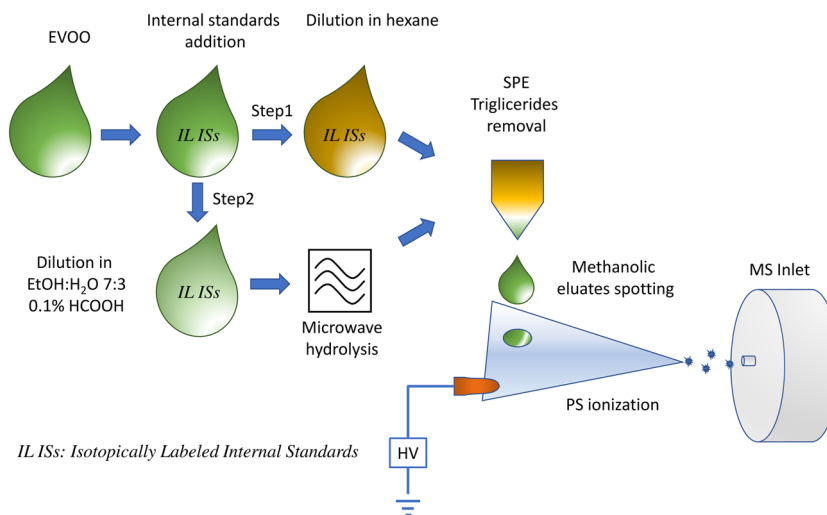 EVOO
Internal standards
addition
Dilution in hexane
IL ISs
Step1
IL ISs
SPE
Triglicerides
removal
Step2
Dilution in
EtOH:H₂O 7:3
0.1% HCOOH
IL ISs
Microwave
hydrolysis
Methanolic
eluates spotting
MS Inlet
PS ionization
HV
IL ISs: Isotopically Labeled Internal Standards